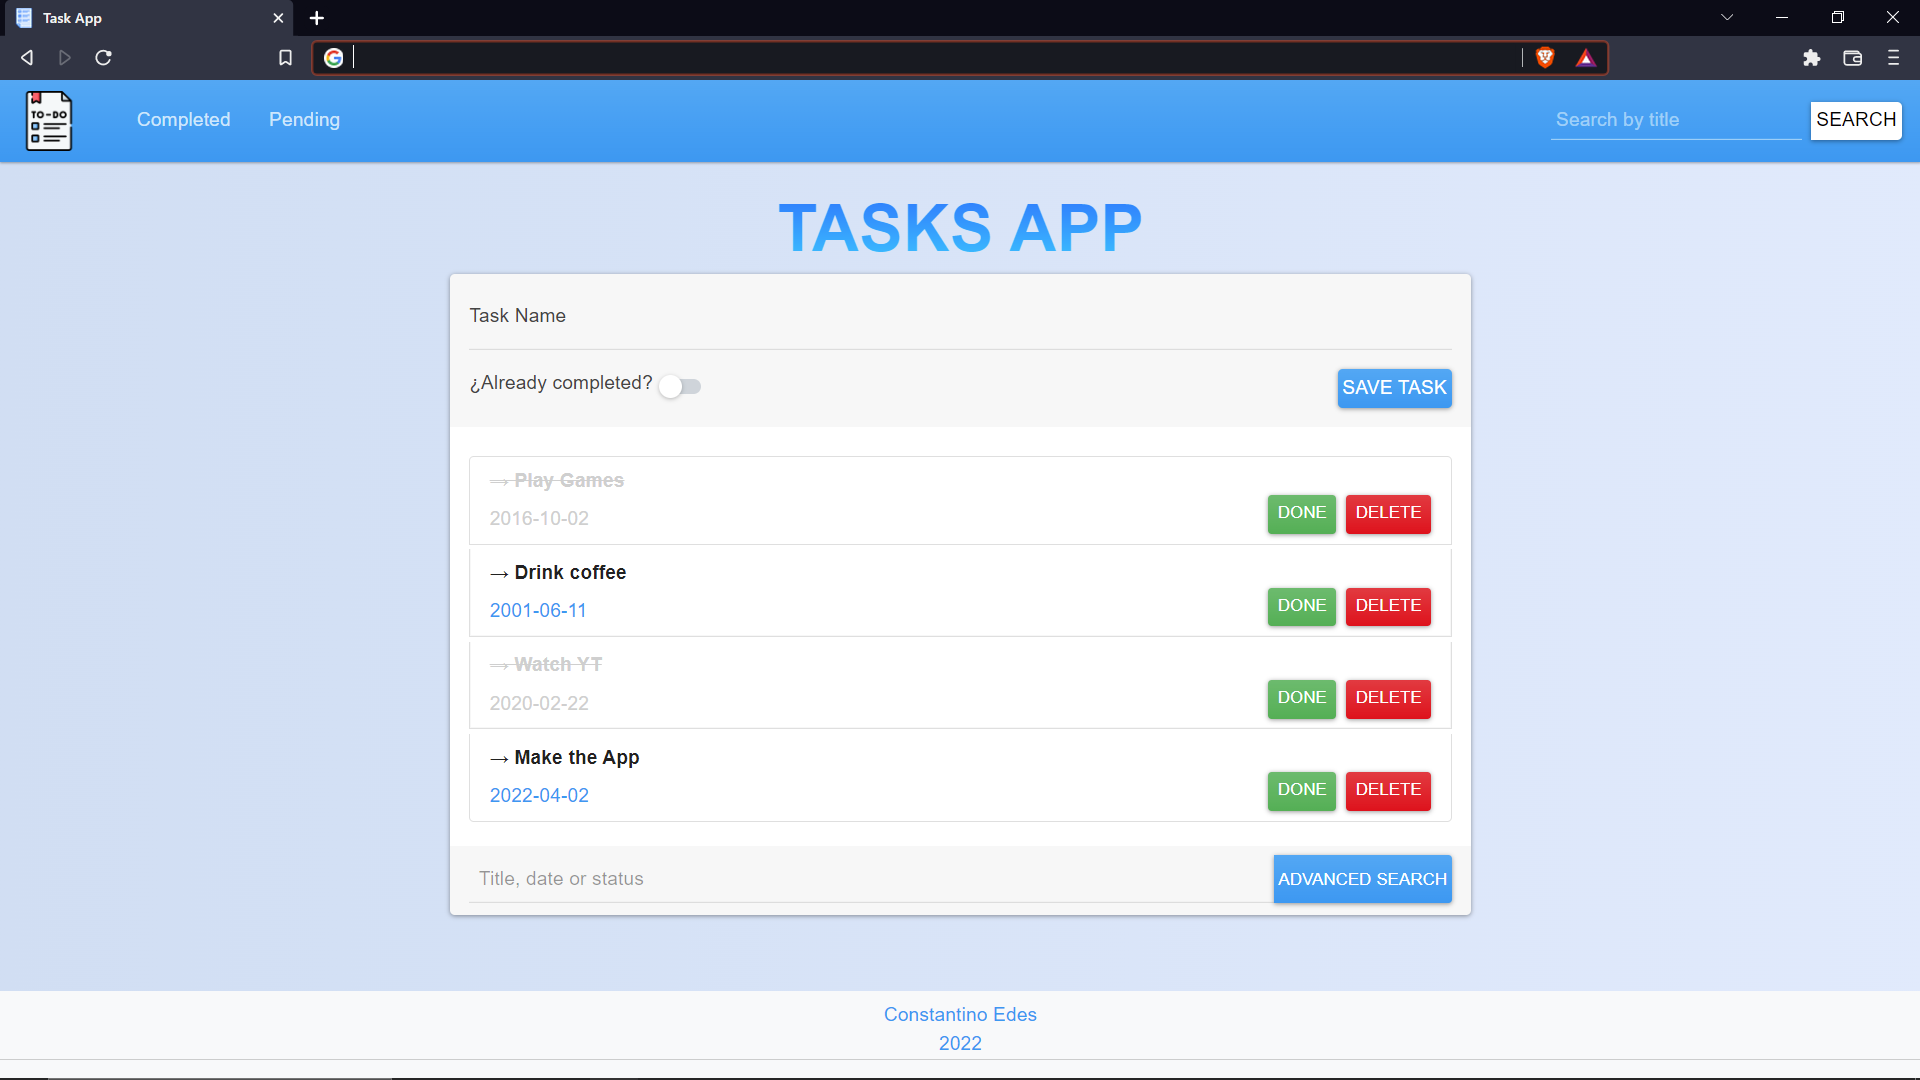 Task App
TO-DO
Completed
Pending
Search by title
SEARCH
TASKS APP
Task Name
¿Already completed?
SAVE TASK
→ Play Games
2016-10-02
DONE
DELETE
→ Drink coffee
2001-06-11
DONE
DELETE
→ Watch YT
2020-02-22
DONE
DELETE
→ Make the App
2022-04-02
DONE
DELETE
Title, date or status
ADVANCED SEARCH
Constantino Edes
2022